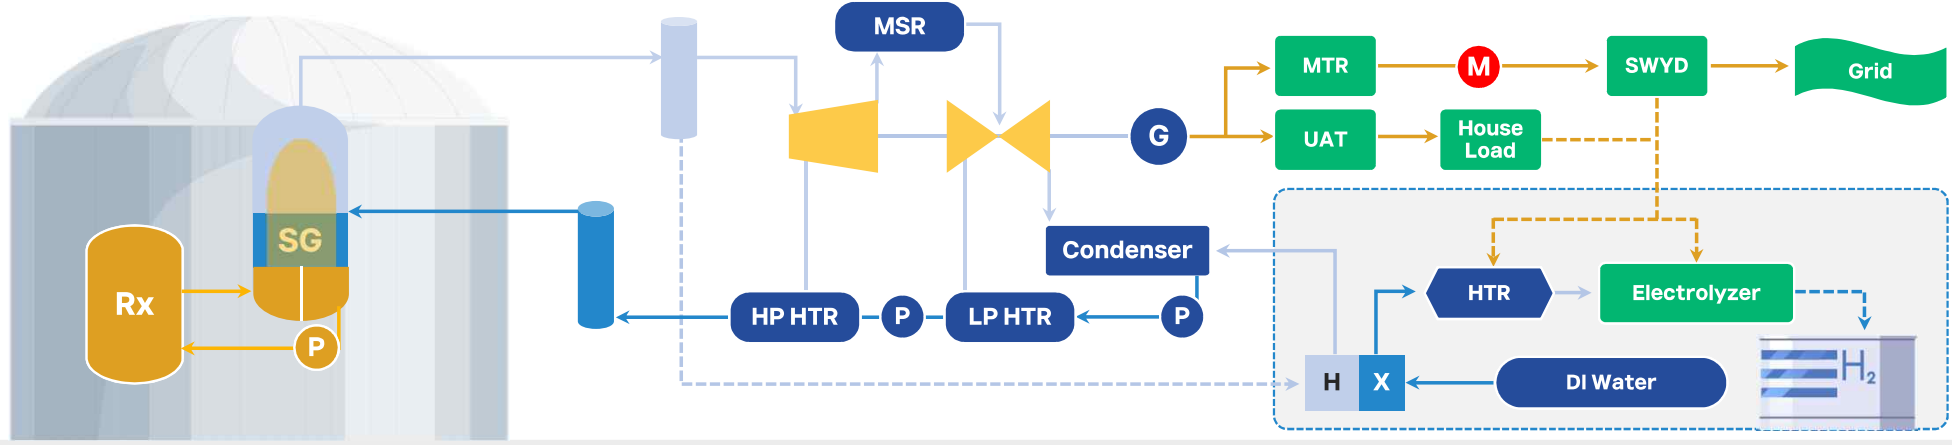 MSR
MTR
M
SWYD
Grid
G
UAT
House
Load
SG
Condenser
Rx
HP HTR
P
LP HTR
P
HTR
Electrolyzer
P
H
X
DI Water
H₂